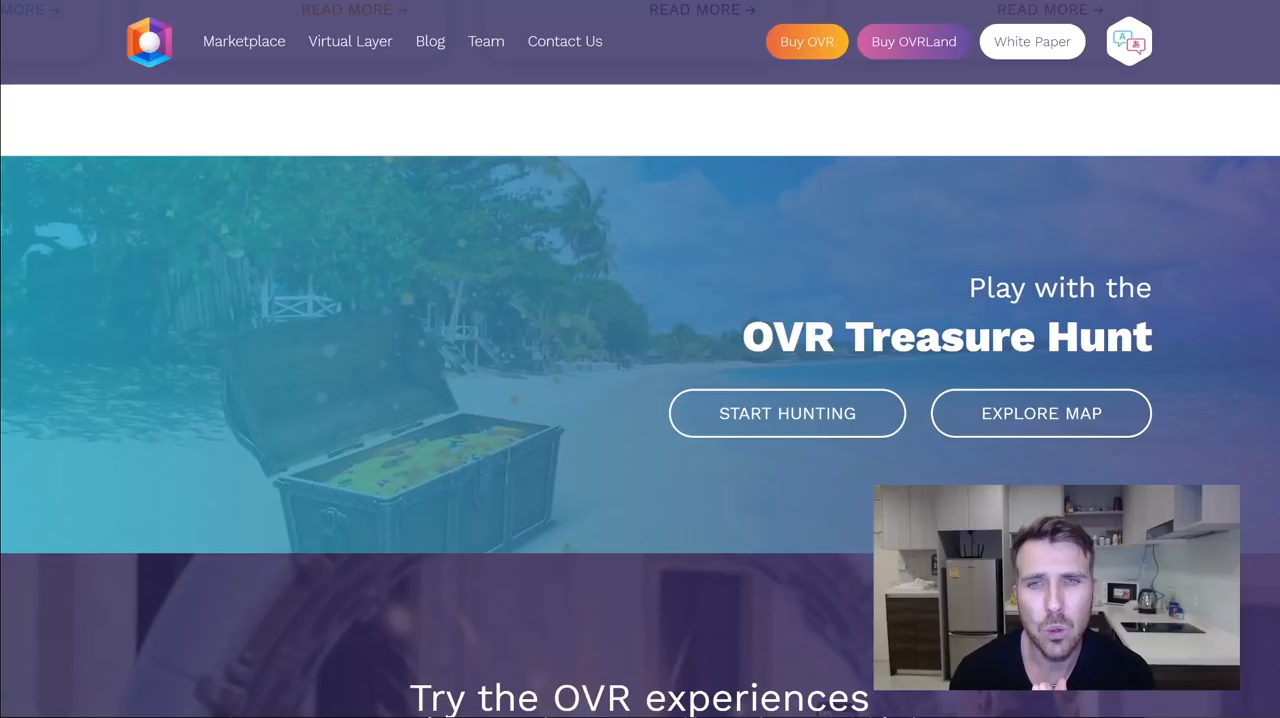 MORE →
READ MORE →
READ MORE →
READ MORE →
Marketplace
Virtual Layer
Blog
Team
Contact Us
Buy OVR
Buy OVRLand
White Paper
A
あ
Play with the
OVR Treasure Hunt
START HUNTING
EXPLORE MAP
Try the OVR experiences